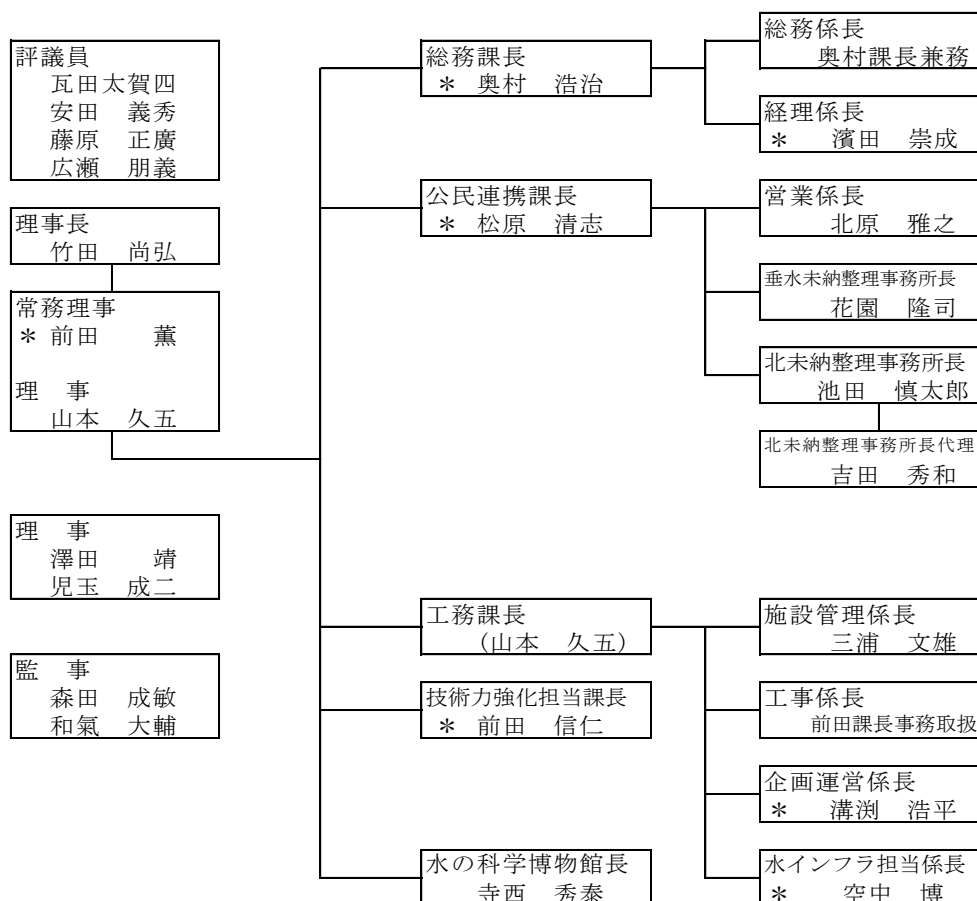 評議員
瓦田太賀四
安田　義秀
藤原　正廣
広瀬　朋義
理事長
竹田　尚弘
常務理事
＊ 前田　　薫
理　事
山本　久五
理　事
澤田　　靖
児玉　成二
監　事
森田　成敏
和氣　大輔
総務課長
＊ 奥村　浩治
公民連携課長
＊ 松原　清志
工務課長
(山本　久五)
技術力強化担当課長
＊ 前田　信仁
水の科学博物館長
寺西　秀泰
総務係長
奥村課長兼務
経理係長
＊　濱田　崇成
営業係長
北原　雅之
垂水未納整理事務所長
花園　隆司
北未納整理事務所長
池田　慎太郎
北未納整理事務所長代理
吉田　秀和
施設管理係長
三浦　文雄
工事係長
前田課長事務取扱
企画運営係長
＊　溝渕　浩平
水インフラ担当係長
＊　空中　博